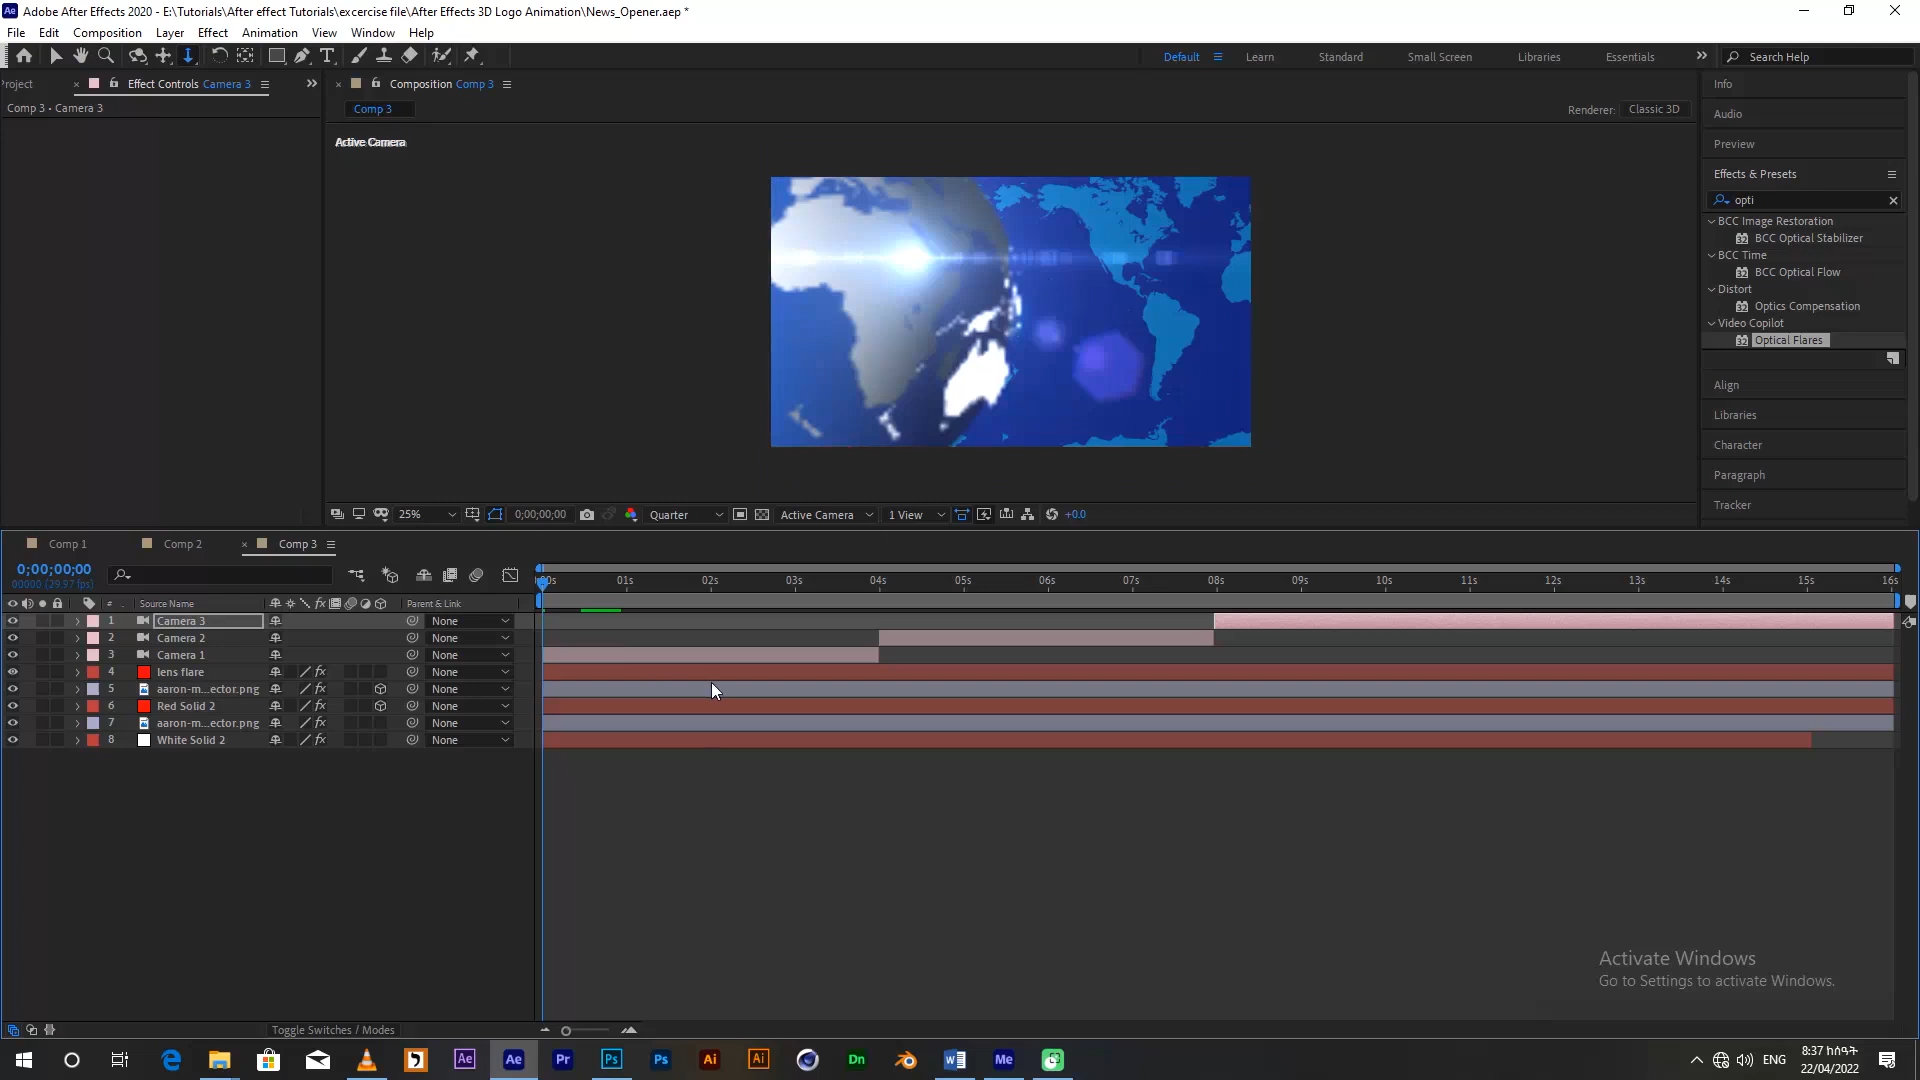 Adobe After Effects 2020 - E:\Tutorials\After effect Tutorials\excercise file\After Effects 3D Logo Animation\News_Opener.aep *
File Edit Composition Layer Effect Animation View Window Help
Default Learn Standard Small Screen Libraries Essentials Search Help
roject Effect Controls Camera 3 Composition Comp 3 Info
Comp 3 • Camera 3
Comp 3 Renderer: Classic 3D
Audio
Active Camera
Preview
Effects & Presets
opti
BCC Image Restoration
BCC Optical Stabilizer
BCC Time
BCC Optical Flow
Distort
Optics Compensation
Video Copilot
Optical Flares
Align
Libraries
Character
Paragraph
Tracker
25% 0;00;00;00 Quarter Active Camera 1 View +0.0
Comp 1 Comp 2 Comp 3
0;00;00;00
00000 (29.97 fps)
00s 01s 02s 03s 04s 05s 06s 07s 08s 09s 10s 11s 12s 13s 14s 15s 16s
# Source Name Parent & Link
1 Camera 3 None
2 Camera 2 None
3 Camera 1 None
4 lens flare None
5 aaron-m...ector.png None
6 Red Solid 2 None
7 aaron-m...ector.png None
8 White Solid 2 None
Activate Windows
Go to Settings to activate Windows.
Toggle Switches / Modes
ENG 8:37 ከሰዓት
22/04/2022